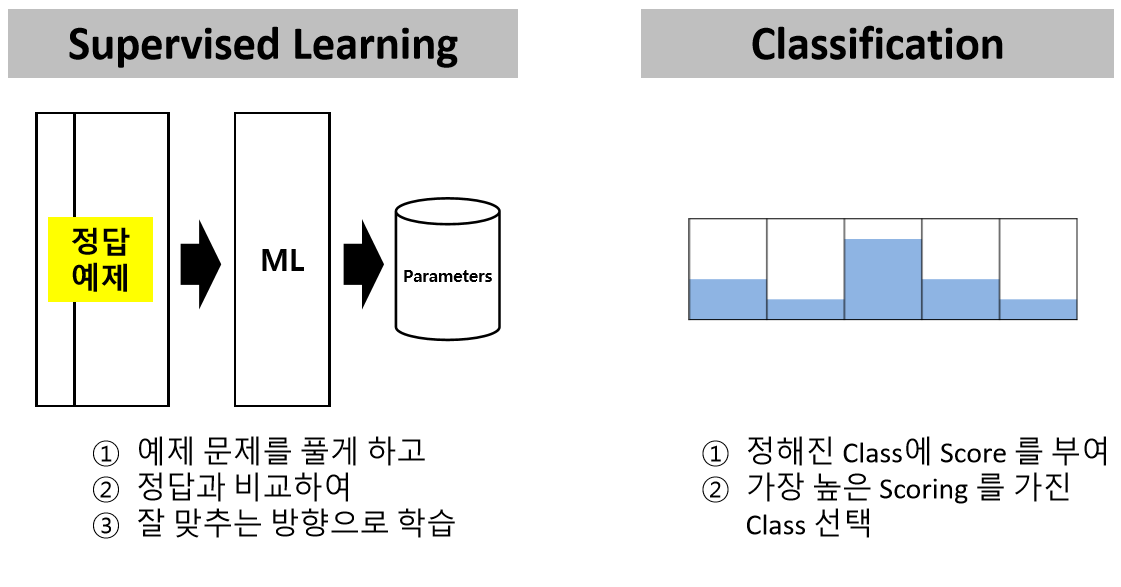 Supervised Learning
정답
예제
ML
Parameters
① 예제 문제를 풀게 하고
② 정답과 비교하여
③ 잘 맞추는 방향으로 학습
Classification
① 정해진 Class에 Score 를 부여
② 가장 높은 Scoring 를 가진
Class 선택